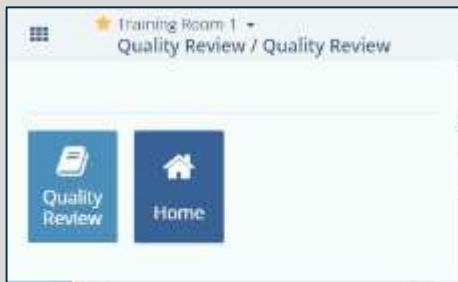 Training Room 1
Quality Review / Quality Review
Quality
Review
Home